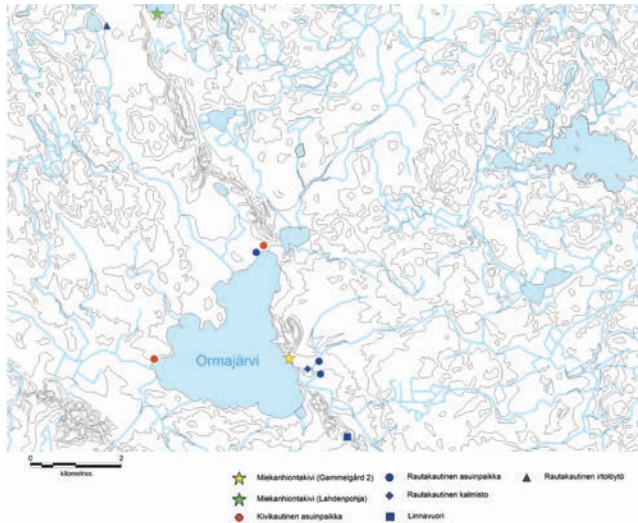 Ormajärvi
0 2
kilometres
Miekanhiontakivi (Gammelgård 2)
Miekanhiontakivi (Lahdenpohja)
Kivikautinen asuinpaikka
Rautakautinen asuinpaikka
Rautakautinen kalmisto
Linnavuori
Rautakautinen irtolöytö